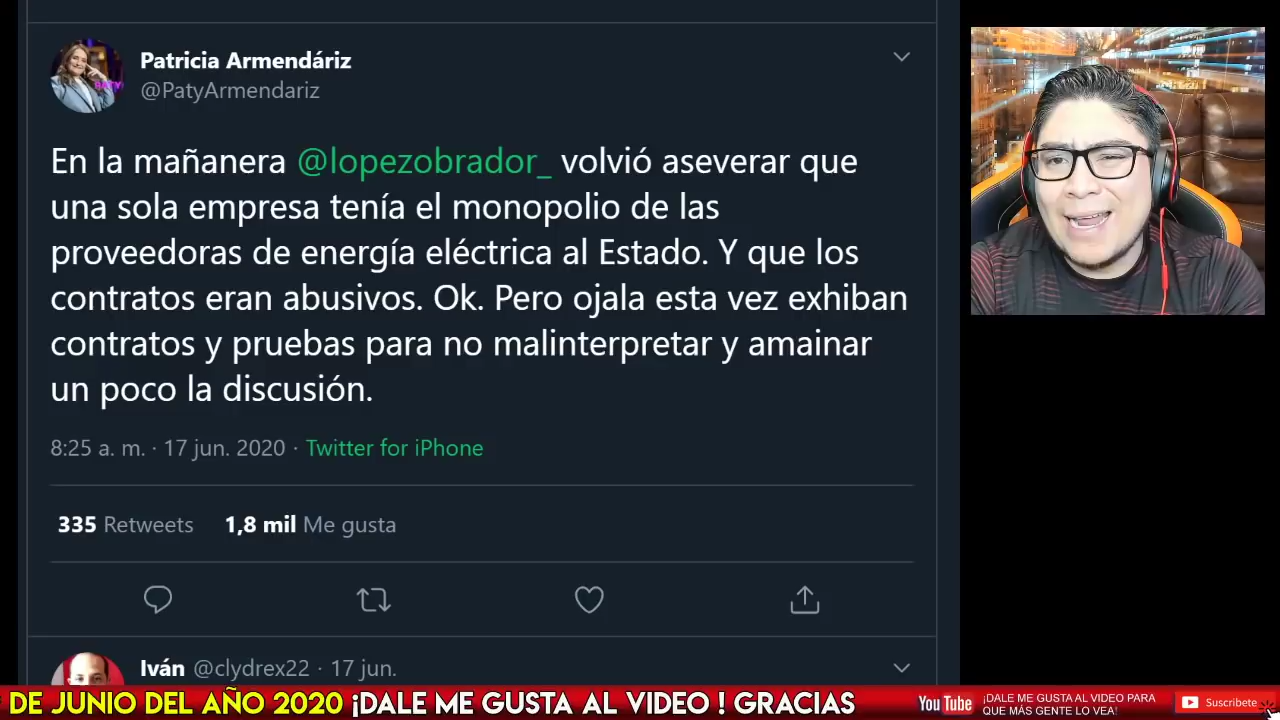 Patricia Armendáriz
@PatyArmendariz
En la mañanera @lopezobrador_ volvió aseverar que
una sola empresa tenía el monopolio de las
proveedoras de energía eléctrica al Estado. Y que los
contratos eran abusivos. Ok. Pero ojala esta vez exhiban
contratos y pruebas para no malinterpretar y amainar
un poco la discusión.
8:25 a. m. · 17 jun. 2020 · Twitter for iPhone
335 Retweets 1,8 mil Me gusta
Iván @clydrex22 · 17 jun.
DE JUNIO DEL AÑO 2020 ¡DALE ME GUSTA AL VIDEO ! GRACIAS
YouTube
¡DALE ME GUSTA AL VIDEO PARA
QUE MÁS GENTE LO VEA!
Suscribete